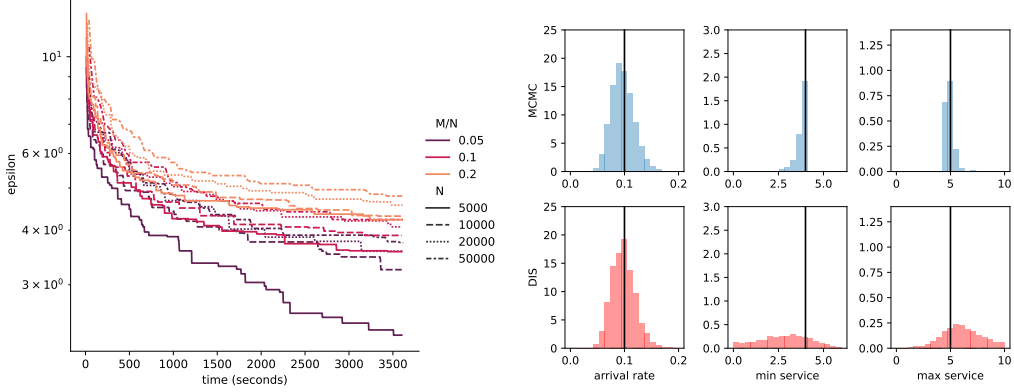 10¹
6 × 10⁰
4 × 10⁰
3 × 10⁰
epsilon
0 500 1000 1500 2000 2500 3000 3500
time (seconds)
M/N
0.05
0.1
0.2
N
5000
10000
20000
50000
MCMC
25
20
15
10
5
0
0.0 0.1 0.2
3.0
2.5
2.0
1.5
1.0
0.5
0.0
0.0 2.5 5.0
1.25
1.00
0.75
0.50
0.25
0.00
0 5 10
DIS
25
20
15
10
5
0
0.0 0.1 0.2
arrival rate
3.0
2.5
2.0
1.5
1.0
0.5
0.0
0.0 2.5 5.0
min service
1.25
1.00
0.75
0.50
0.25
0.00
0 5 10
max service